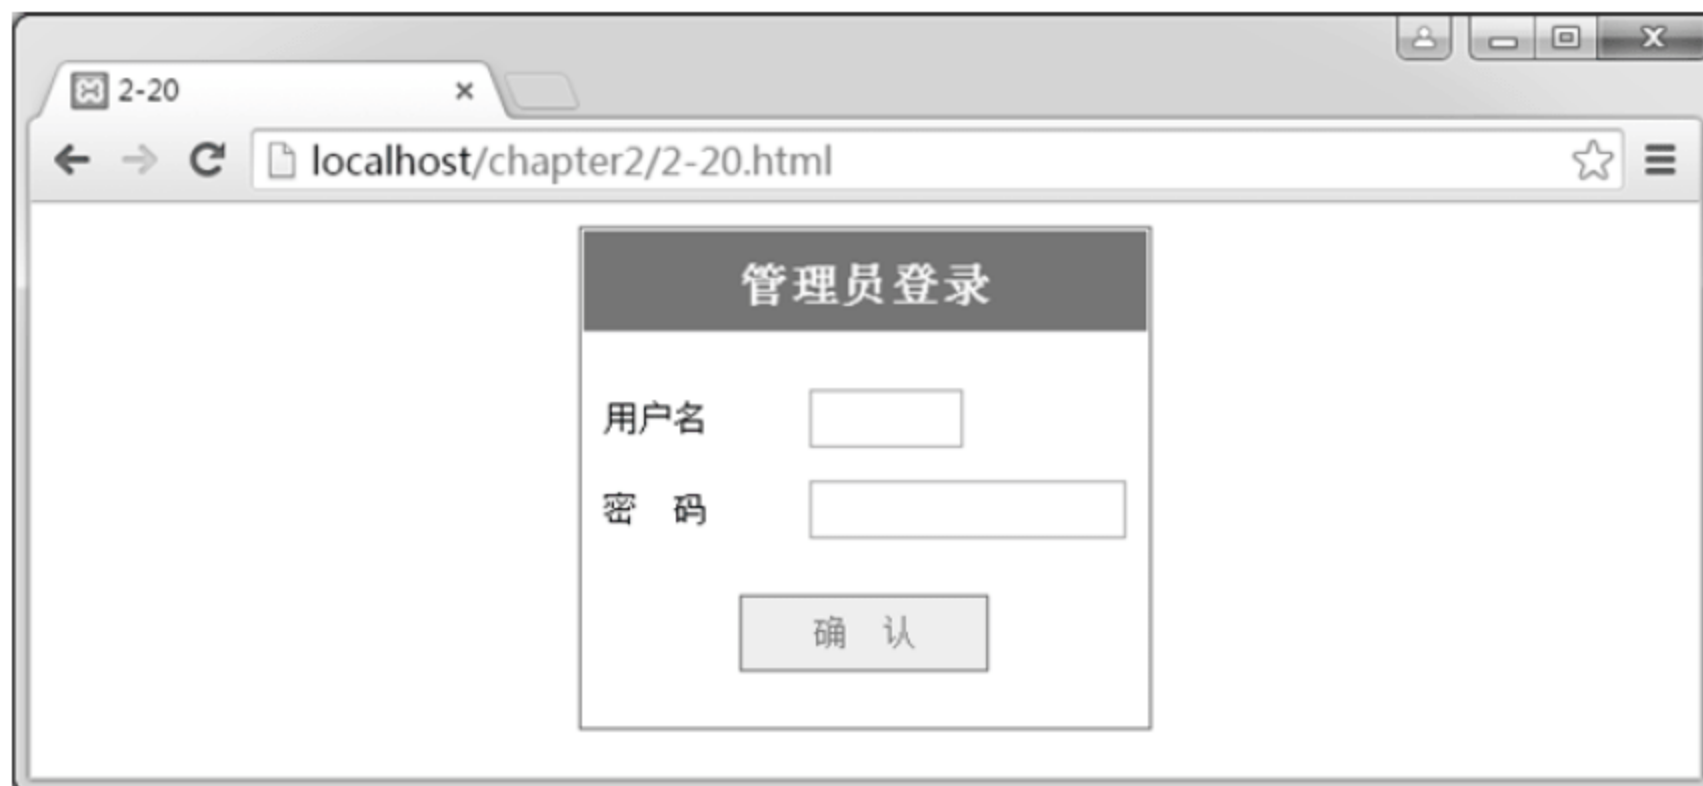 2-20
localhost/chapter2/2-20.html
管理员登录
用户名
密　码
确　认